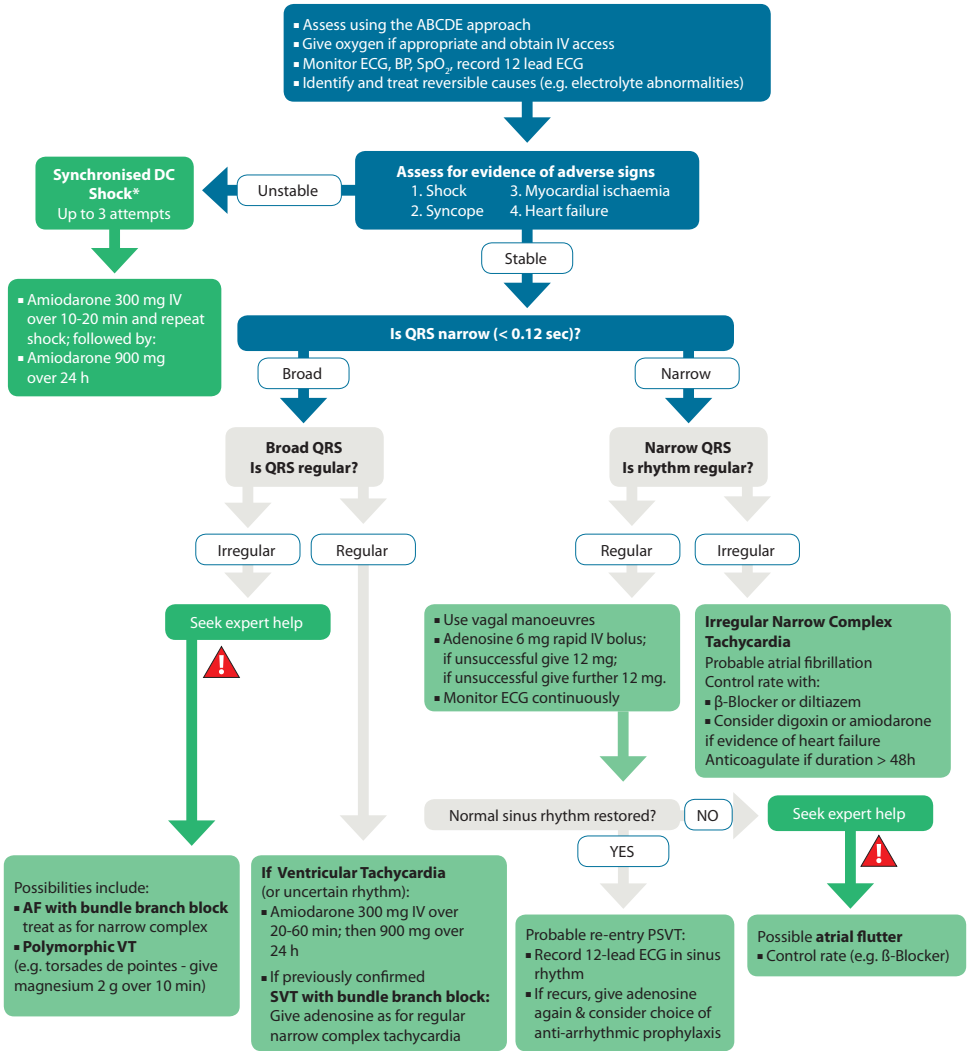 ▪ Assess using the ABCDE approach
▪ Give oxygen if appropriate and obtain IV access
▪ Monitor ECG, BP, SpO₂, record 12 lead ECG
▪ Identify and treat reversible causes (e.g. electrolyte abnormalities)
Assess for evidence of adverse signs
1. Shock 3. Myocardial ischaemia
2. Syncope 4. Heart failure
Unstable
Synchronised DC
Shock*
Up to 3 attempts
▪ Amiodarone 300 mg IV
over 10-20 min and repeat
shock; followed by:
▪ Amiodarone 900 mg
over 24 h
Stable
Is QRS narrow (< 0.12 sec)?
Broad
Narrow
Broad QRS
Is QRS regular?
Narrow QRS
Is rhythm regular?
Irregular
Regular
Regular
Irregular
Seek expert help
!
▪ Use vagal manoeuvres
▪ Adenosine 6 mg rapid IV bolus;
if unsuccessful give 12 mg;
if unsuccessful give further 12 mg.
▪ Monitor ECG continuously
Irregular Narrow Complex
Tachycardia
Probable atrial fibrillation
Control rate with:
▪ β-Blocker or diltiazem
▪ Consider digoxin or amiodarone
if evidence of heart failure
Anticoagulate if duration > 48h
Normal sinus rhythm restored?
NO
Seek expert help
!
YES
Possibilities include:
▪ AF with bundle branch block
treat as for narrow complex
▪ Polymorphic VT
(e.g. torsades de pointes - give
magnesium 2 g over 10 min)
If Ventricular Tachycardia
(or uncertain rhythm):
▪ Amiodarone 300 mg IV over
20-60 min; then 900 mg over
24 h
▪ If previously confirmed
SVT with bundle branch block:
Give adenosine as for regular
narrow complex tachycardia
Probable re-entry PSVT:
▪ Record 12-lead ECG in sinus
rhythm
▪ If recurs, give adenosine
again & consider choice of
anti-arrhythmic prophylaxis
Possible atrial flutter
▪ Control rate (e.g. ß-Blocker)